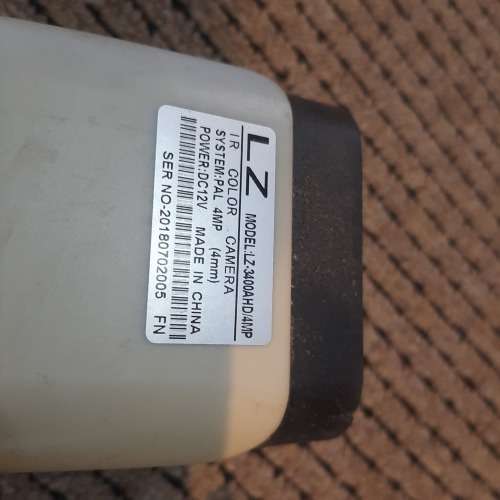 LZ MODEL:LZ-3400AHD/4MP
IR COLOR CAMERA
SYSTEM:PAL 4MP (4mm)
POWER:DC12V MADE IN CHINA
SER NO-20180702005 FN